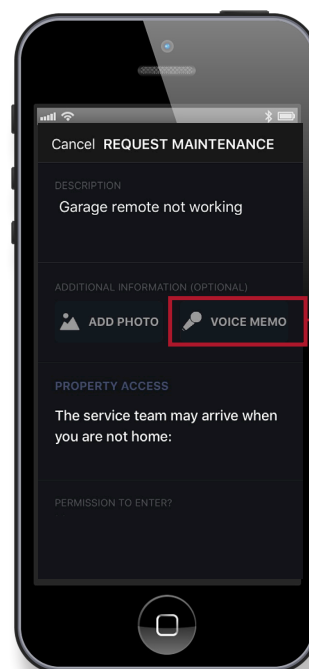 Cancel REQUEST MAINTENANCE
DESCRIPTION
Garage remote not working
ADDITIONAL INFORMATION (OPTIONAL)
ADD PHOTO VOICE MEMO
PROPERTY ACCESS
The service team may arrive when
you are not home:
PERMISSION TO ENTER?